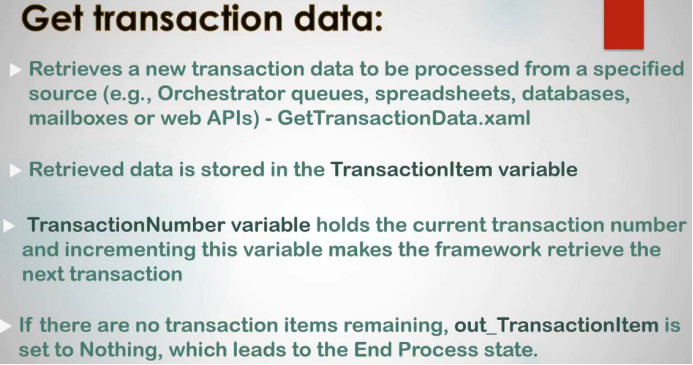 Get transaction data:
Retrieves a new transaction data to be processed from a specified
source (e.g., Orchestrator queues, spreadsheets, databases,
mailboxes or web APIs) - GetTransactionData.xaml
Retrieved data is stored in the TransactionItem variable
TransactionNumber variable holds the current transaction number
and incrementing this variable makes the framework retrieve the
next transaction
If there are no transaction items remaining, out_TransactionItem is
set to Nothing, which leads to the End Process state.